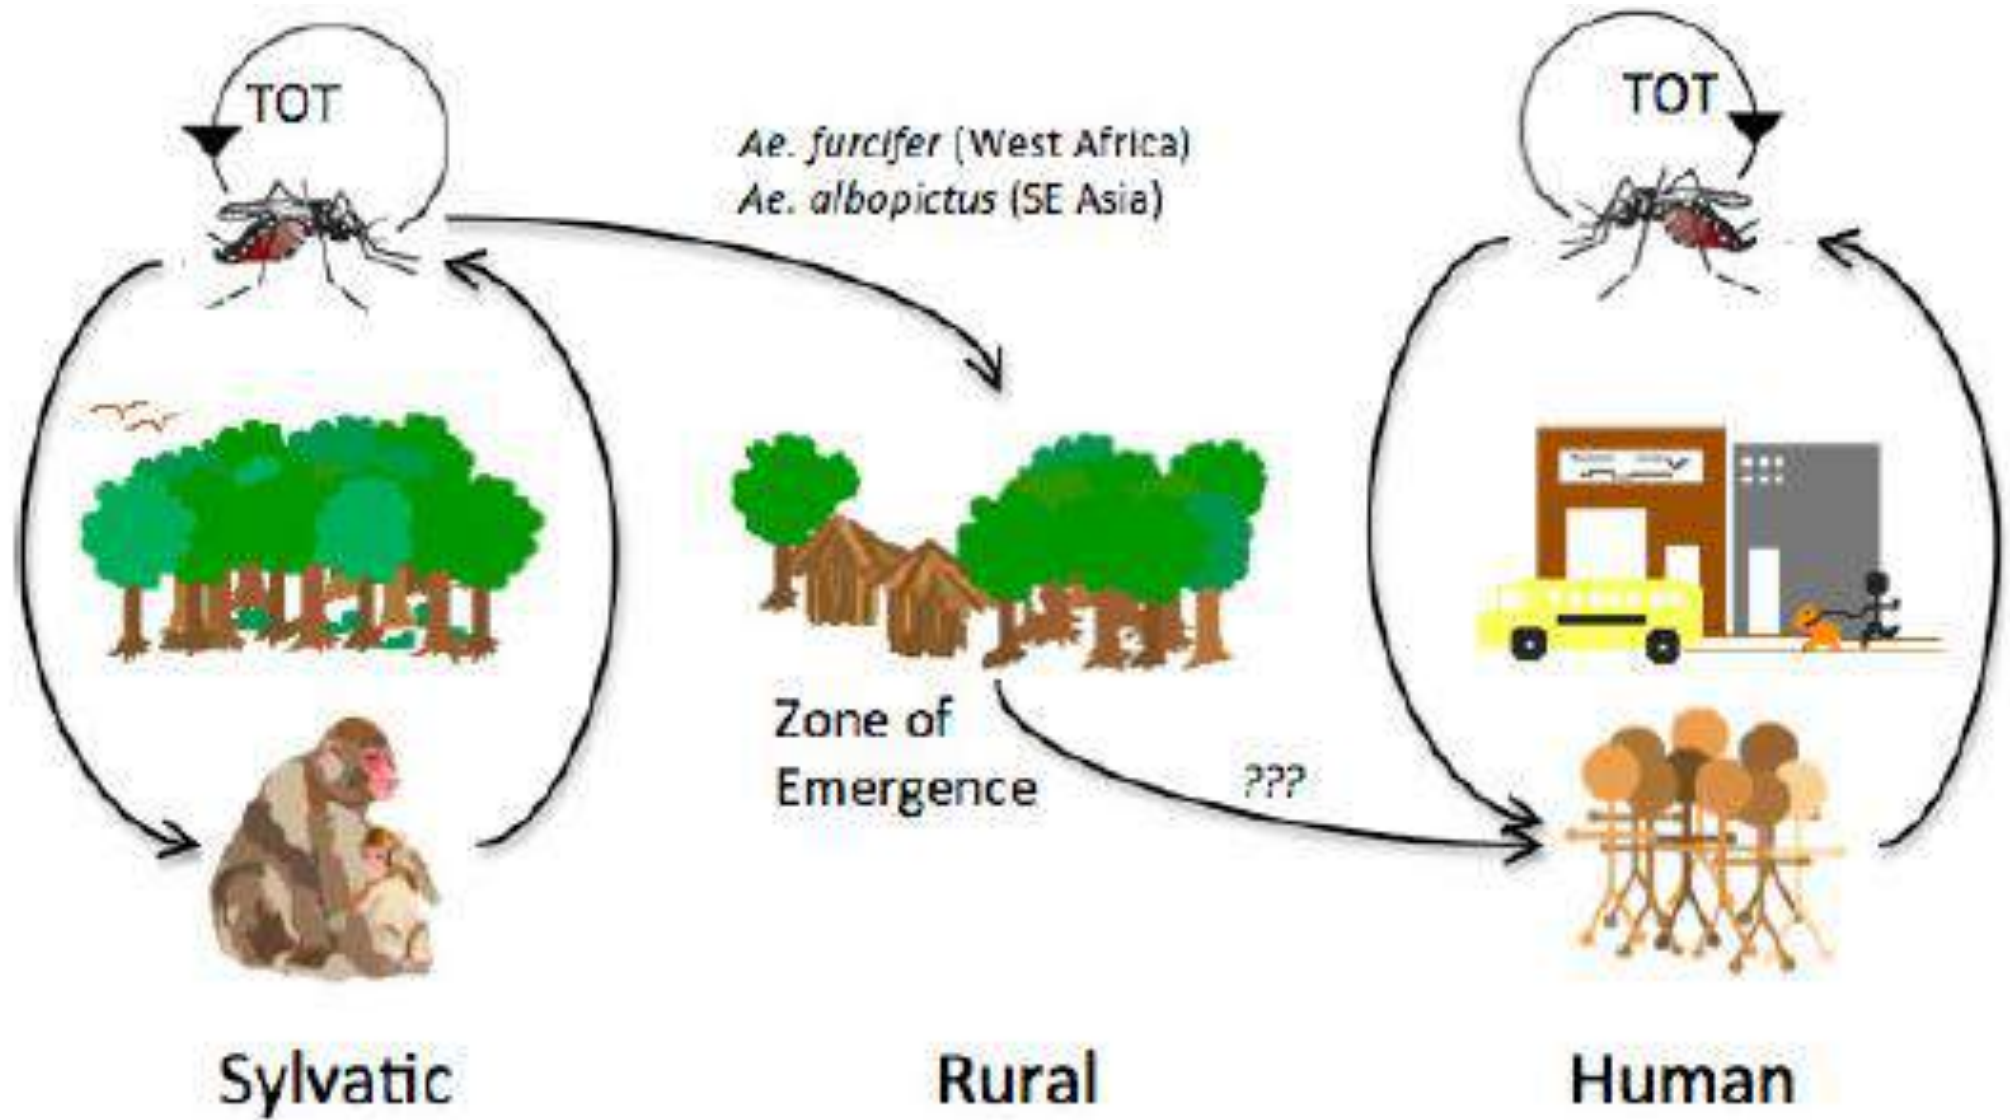 TOT
TOT
Ae. furcifer (West Africa)
Ae. albopictus (SE Asia)
Zone of
Emergence
???
Sylvatic
Rural
Human